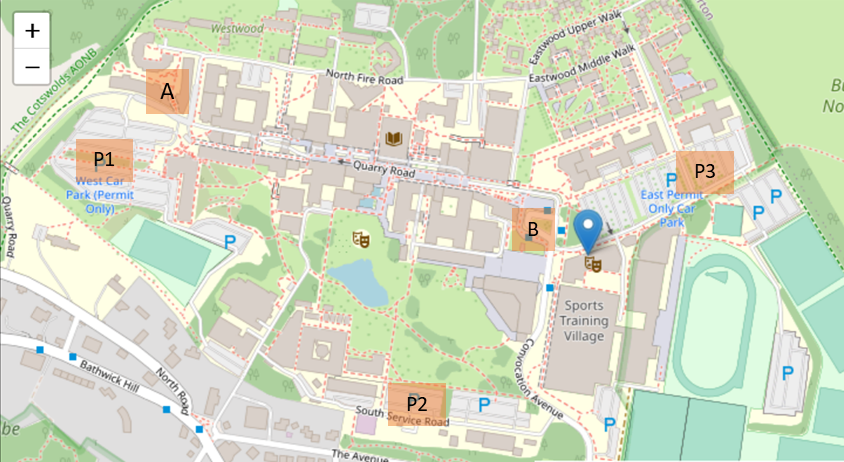 +
−
Westwood
Eastwood Upper Walk
Eastwood Middle Walk
The Cotswolds AONB
North Fire Road
A
P1
West Car
Park (Permit
Only)
Quarry Road
Quarry Road
P
P3
East Permit
Only Car
Park
P
P
P
B
P
Sports
Training
Village
Convocation Avenue
P
Bathwick Hill
North Road
P2
P
South Service Road
P
The Avenue